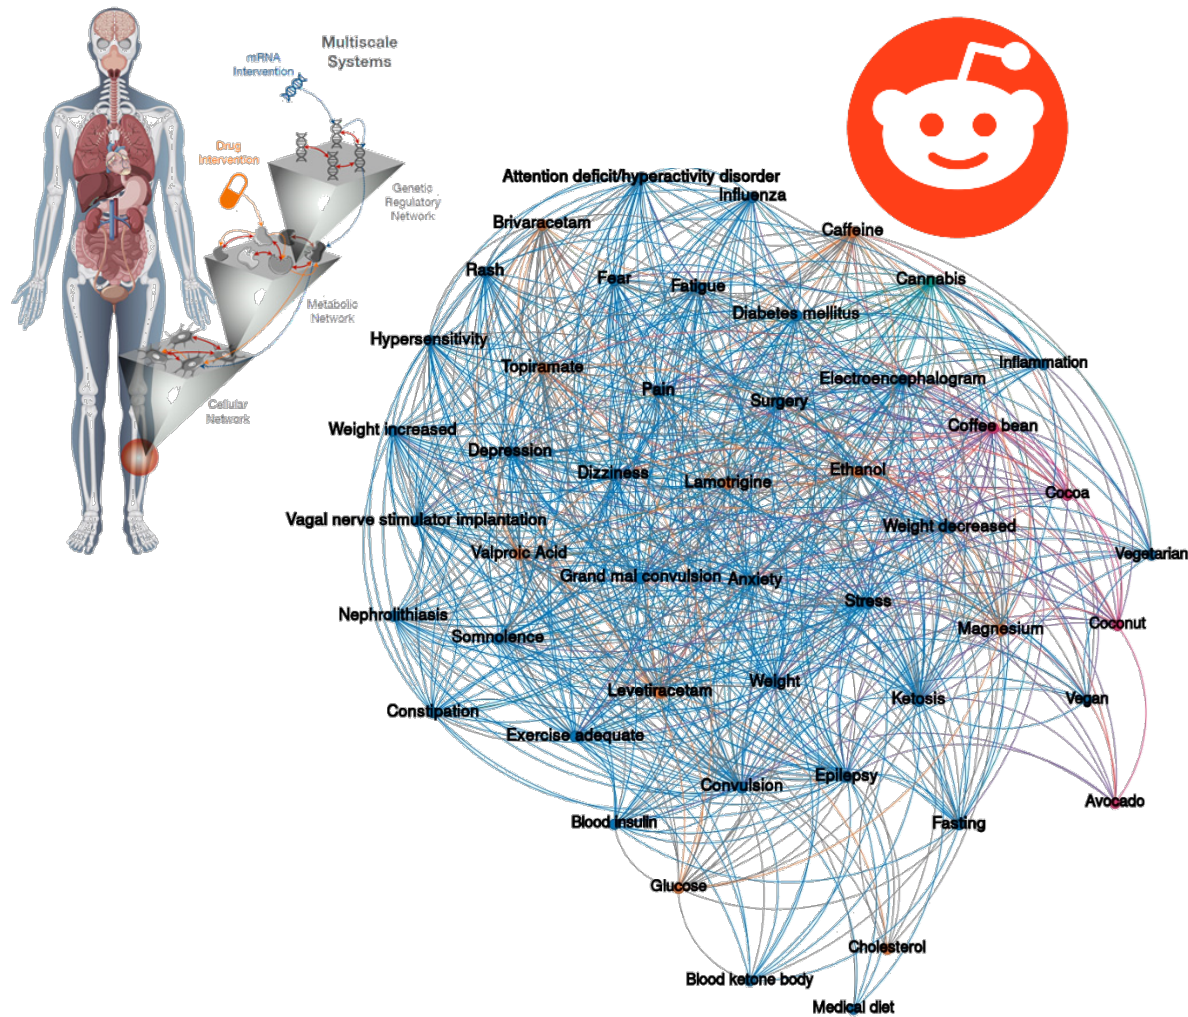 Multiscale
Systems
mRNA
Intervention
Drug
Intervention
Genetic
Regulatory
Network
Metabolic
Network
Cellular
Network
Attention deficit/hyperactivity disorder
Influenza
Brivaracetam
Caffeine
Rash
Fear
Fatigue
Cannabis
Diabetes mellitus
Hypersensitivity
Topiramate
Pain
Electroencephalogram
Inflammation
Surgery
Weight increased
Coffee bean
Depression
Dizziness
Lamotrigine
Ethanol
Cocoa
Vagal nerve stimulator implantation
Weight decreased
Valproic Acid
Vegetarian
Grand mal convulsion
Anxiety
Stress
Nephrolithiasis
Somnolence
Magnesium
Coconut
Levetiracetam
Weight
Ketosis
Vegan
Constipation
Exercise adequate
Convulsion
Epilepsy
Avocado
Blood insulin
Fasting
Glucose
Cholesterol
Blood ketone body
Medical diet